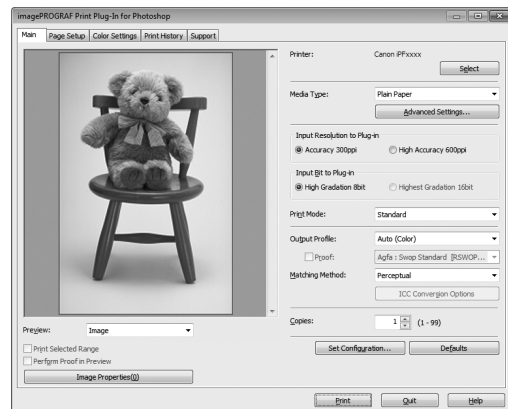 imagePROGRAF Print Plug-In for Photoshop
Main Page Setup Color Settings Print History Support
Printer: Canon iPFxxxx
Select
Media Type: Plain Paper
Advanced Settings...
Input Resolution to Plug-in
Accuracy 300ppi High Accuracy 600ppi
Input Bit to Plug-in
High Gradation 8bit Highest Gradation 16bit
Print Mode: Standard
Output Profile: Auto (Color)
Proof: Agfa : Swop Standard [RSWOP...
Matching Method: Perceptual
ICC Conversion Options
Preview: Image
Print Selected Range
Perform Proof in Preview
Image Properties(0)
Copies: 1 (1 - 99)
Set Configuration... Defaults
Print Quit Help